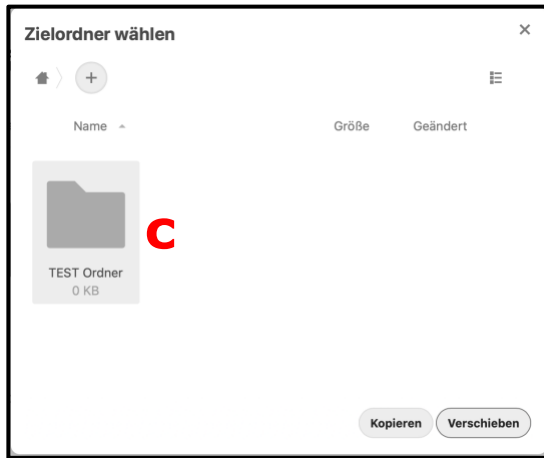 Zielordner wählen
Name Größe Geändert
C
TEST Ordner
0 KB
Kopieren Verschieben